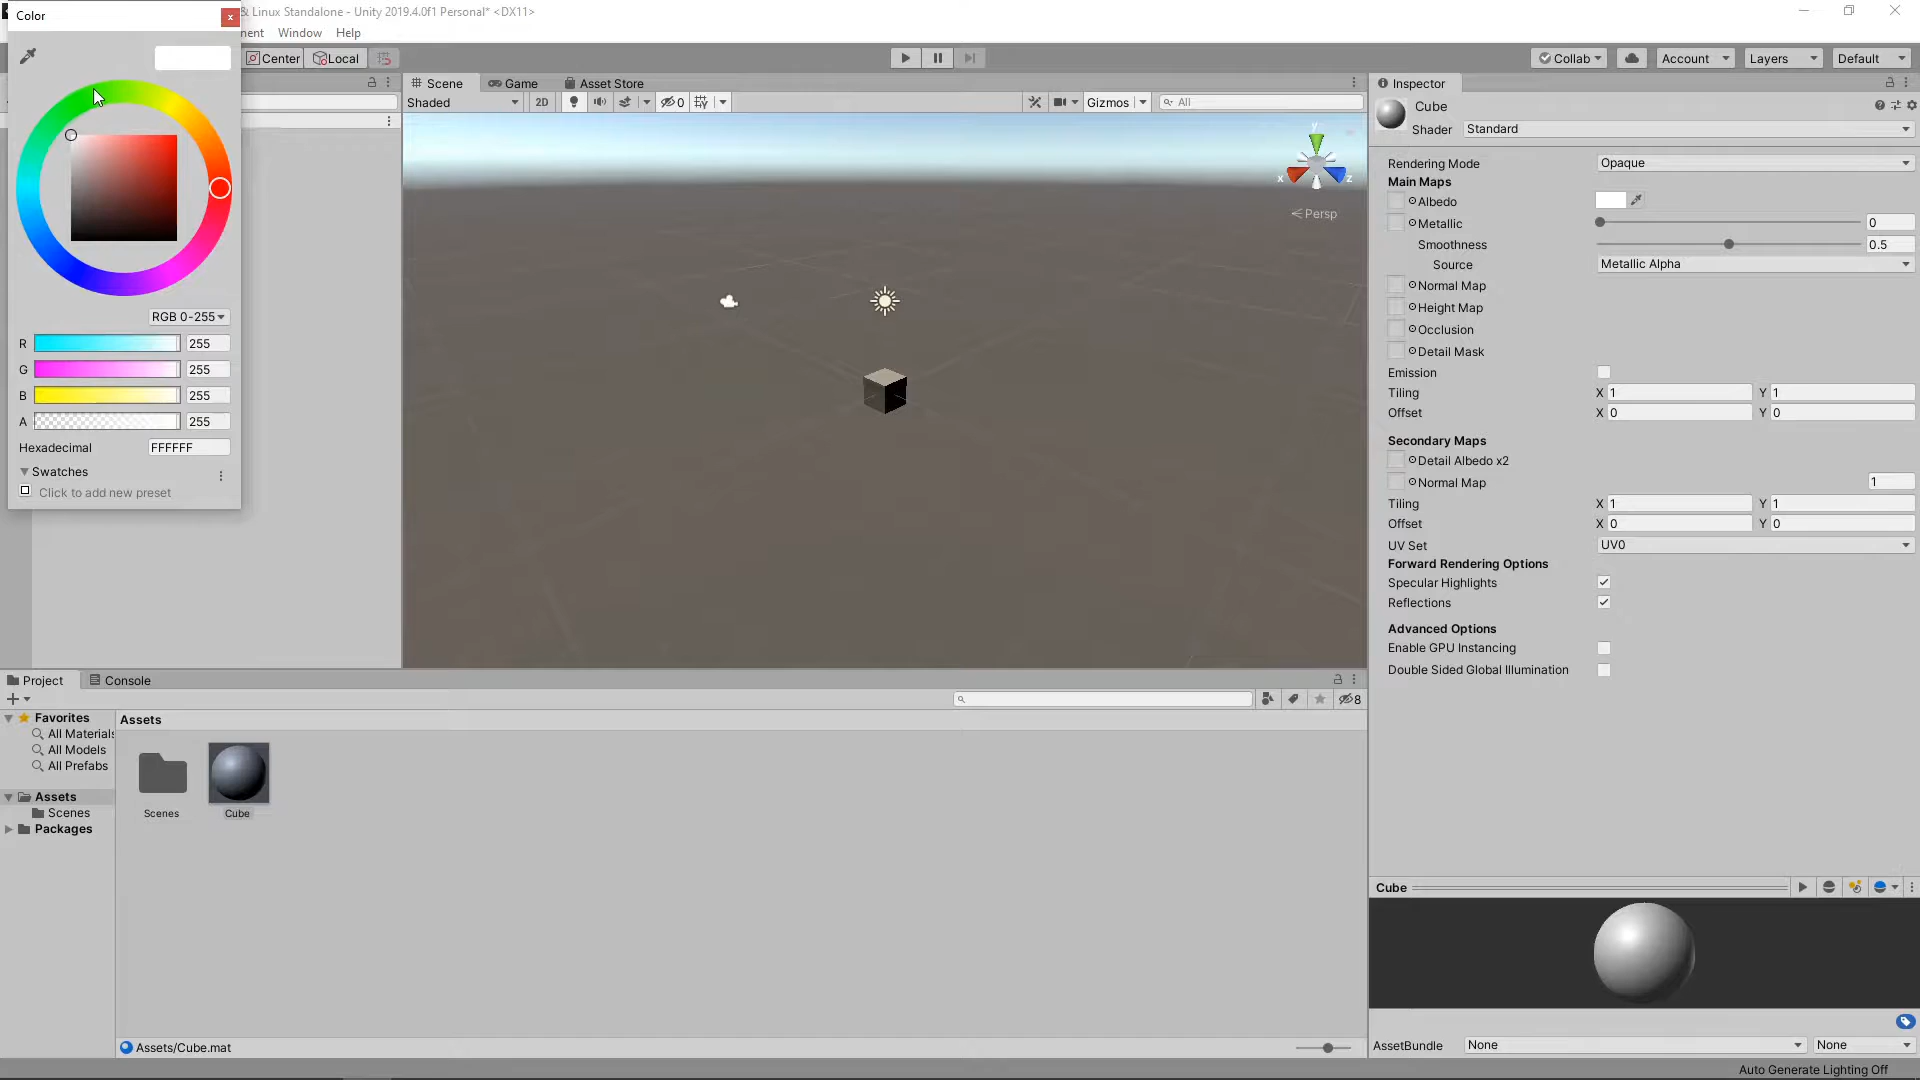 Color
x
& Linux Standalone - Unity 2019.4.0f1 Personal* <DX11>
Window Help
Center Local
Collab Account Layers Default
RGB 0-255
R 255
G 255
B 255
A 255
Hexadecimal FFFFFF
Swatches
Click to add new preset
Scene Game Asset Store
Shaded 2D 0 Gizmos All
y
x z
Persp
Inspector
Cube
Shader Standard
Rendering Mode Opaque
Main Maps
Albedo
Metallic 0
Smoothness 0.5
Source Metallic Alpha
Normal Map
Height Map
Occlusion
Detail Mask
Emission
Tiling X 1 Y 1
Offset X 0 Y 0
Secondary Maps
Detail Albedo x2
Normal Map 1
Tiling X 1 Y 1
Offset X 0 Y 0
UV Set UV0
Forward Rendering Options
Specular Highlights
Reflections
Advanced Options
Enable GPU Instancing
Double Sided Global Illumination
Project Console
8
Favorites
All Materials
All Models
All Prefabs
Assets
Scenes
Packages
Assets
Scenes Cube
Assets/Cube.mat
Cube
AssetBundle None None
Auto Generate Lighting Off